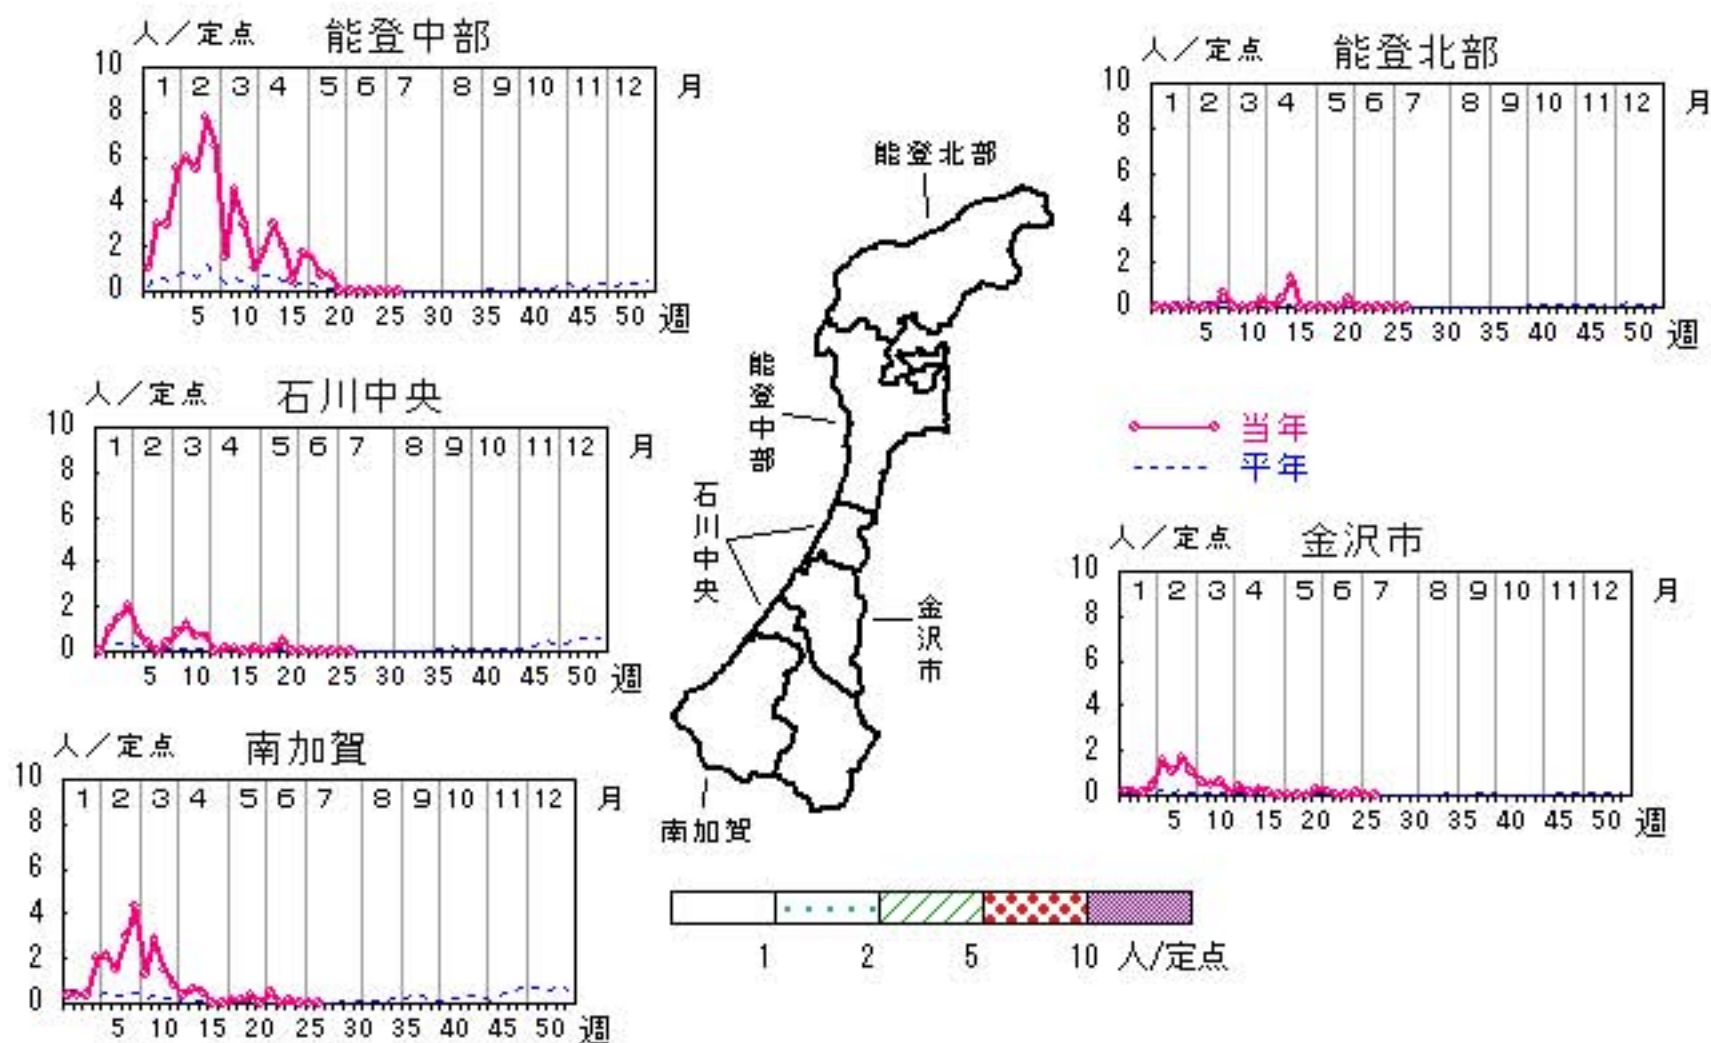 人／定点 能登中部
10 8 6 4 2 0
1 2 3 4 5 6 7 8 9 10 11 12 月
5 10 15 20 25 30 35 40 45 50 週
人／定点 能登北部
10 8 6 4 2 0
1 2 3 4 5 6 7 8 9 10 11 12 月
5 10 15 20 25 30 35 40 45 50 週
人／定点 石川中央
10 8 6 4 2 0
1 2 3 4 5 6 7 8 9 10 11 12 月
5 10 15 20 25 30 35 40 45 50 週
能登北部
能登中部
石川中央
金沢市
南加賀
当年
平年
人／定点 金沢市
10 8 6 4 2 0
1 2 3 4 5 6 7 8 9 10 11 12 月
5 10 15 20 25 30 35 40 45 50 週
人／定点 南加賀
10 8 6 4 2 0
1 2 3 4 5 6 7 8 9 10 11 12 月
5 10 15 20 25 30 35 40 45 50 週
1 2 5 10 人/定点